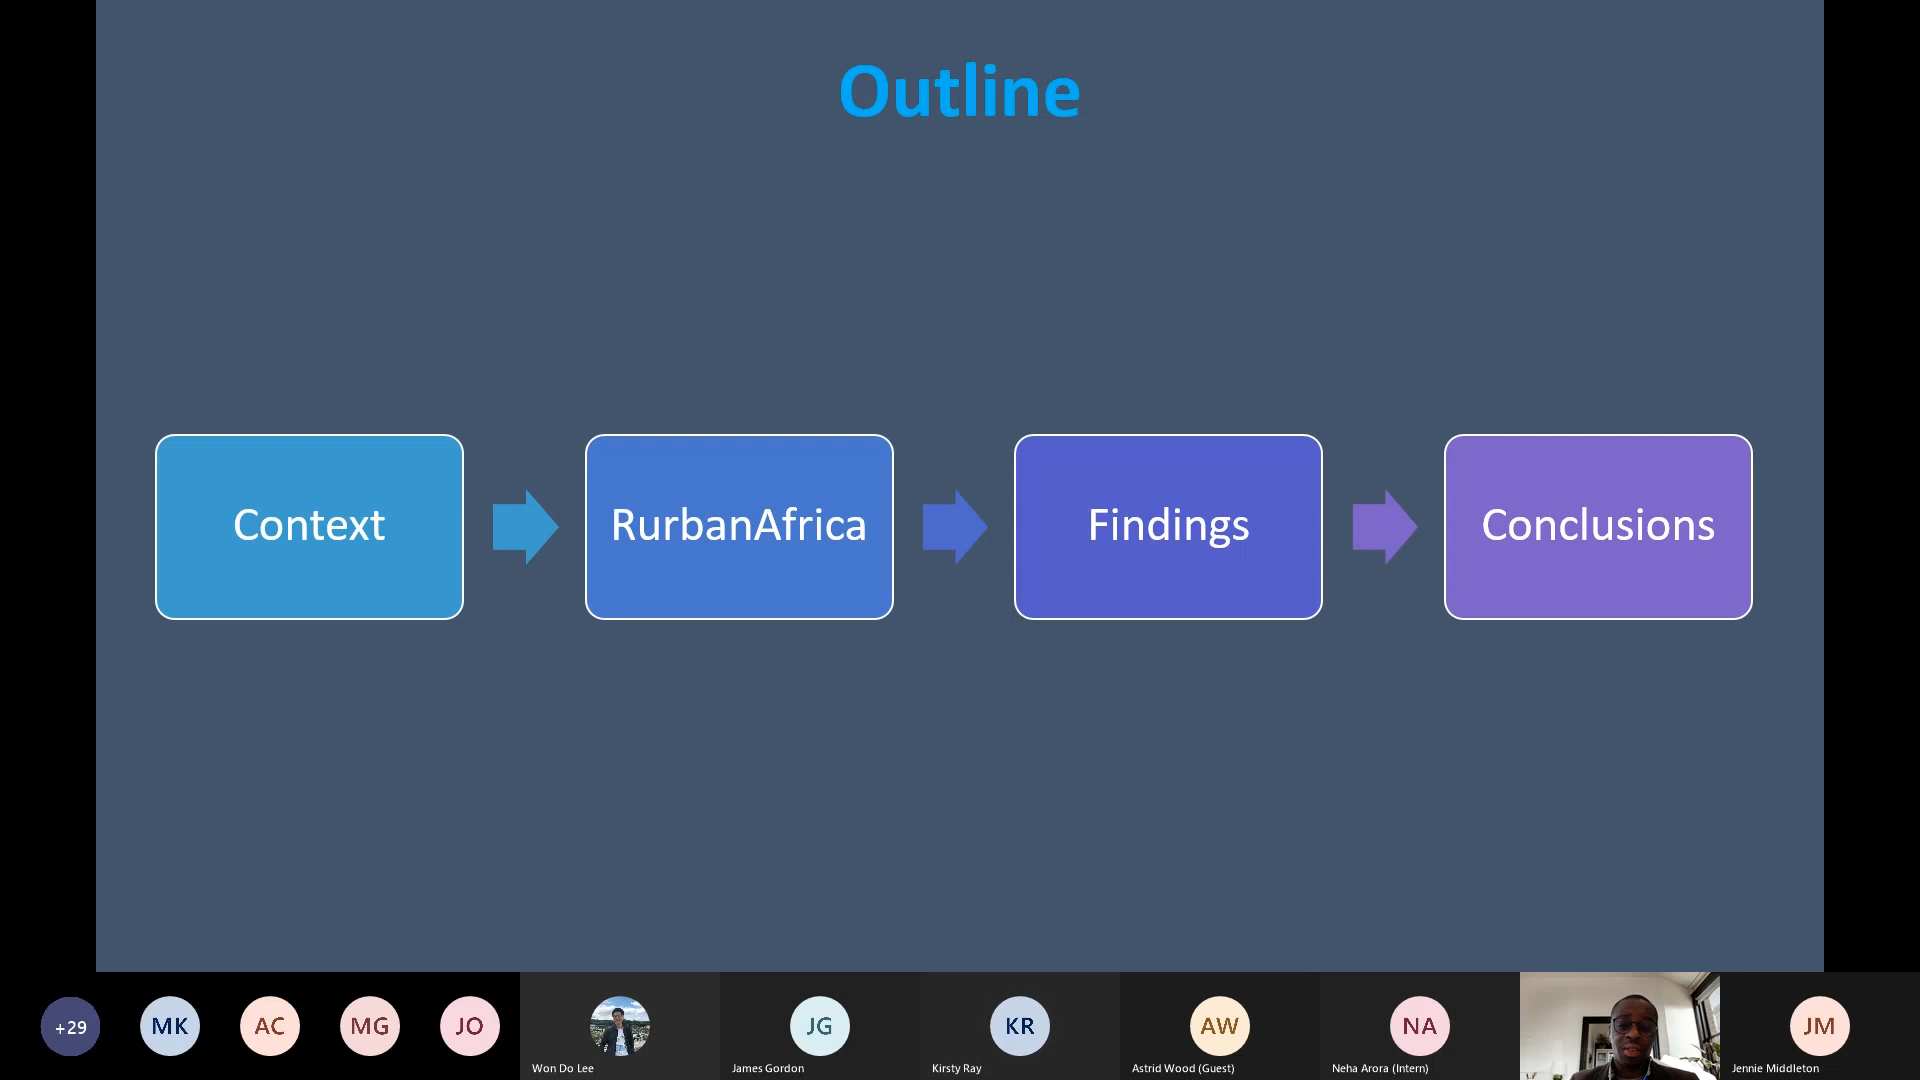 Outline
Context
RurbanAfrica
Findings
Conclusions
+29
MK
AC
MG
JO
JG
KR
AW
NA
JM
Won Do Lee
James Gordon
Kirsty Ray
Astrid Wood (Guest)
Neha Arora (Intern)
Jennie Middleton